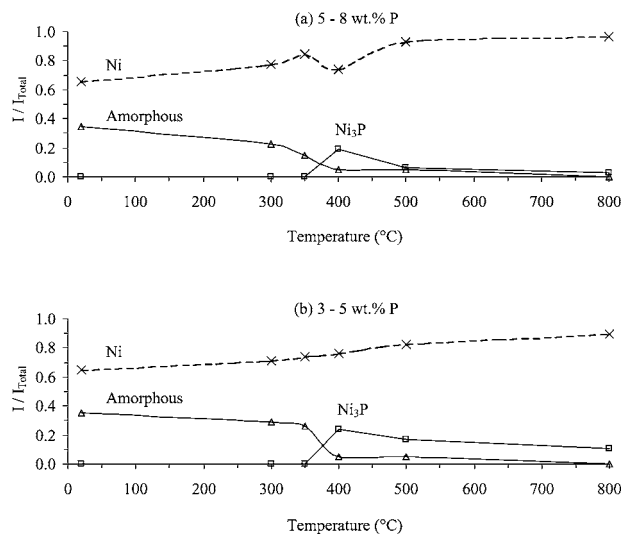 (a) 5 - 8 wt.% P
1.0
0.8
0.6
0.4
0.2
0.0
I / I_Total
Ni
Amorphous
Ni₃P
0 100 200 300 400 500 600 700 800
Temperature (°C)
(b) 3 - 5 wt.% P
1.0
0.8
0.6
0.4
0.2
0.0
I / I_Total
Ni
Amorphous
Ni₃P
0 100 200 300 400 500 600 700 800
Temperature (°C)